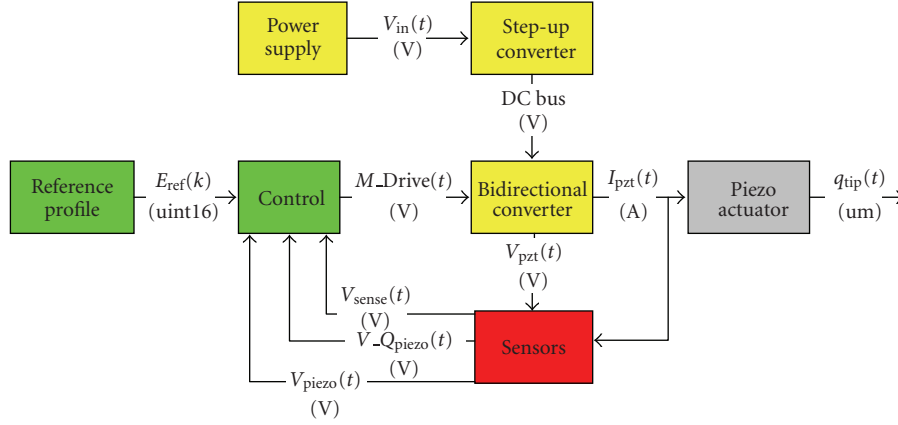 Power
supply
V_in(t)
(V)
Step-up
converter
DC bus
(V)
Reference
profile
E_ref(k)
(uint16)
Control
M_Drive(t)
(V)
Bidirectional
converter
I_pzt(t)
(A)
Piezo
actuator
q_tip(t)
(um)
V_pzt(t)
(V)
V_sense(t)
(V)
V_Q_piezo(t)
(V)
V_piezo(t)
(V)
Sensors